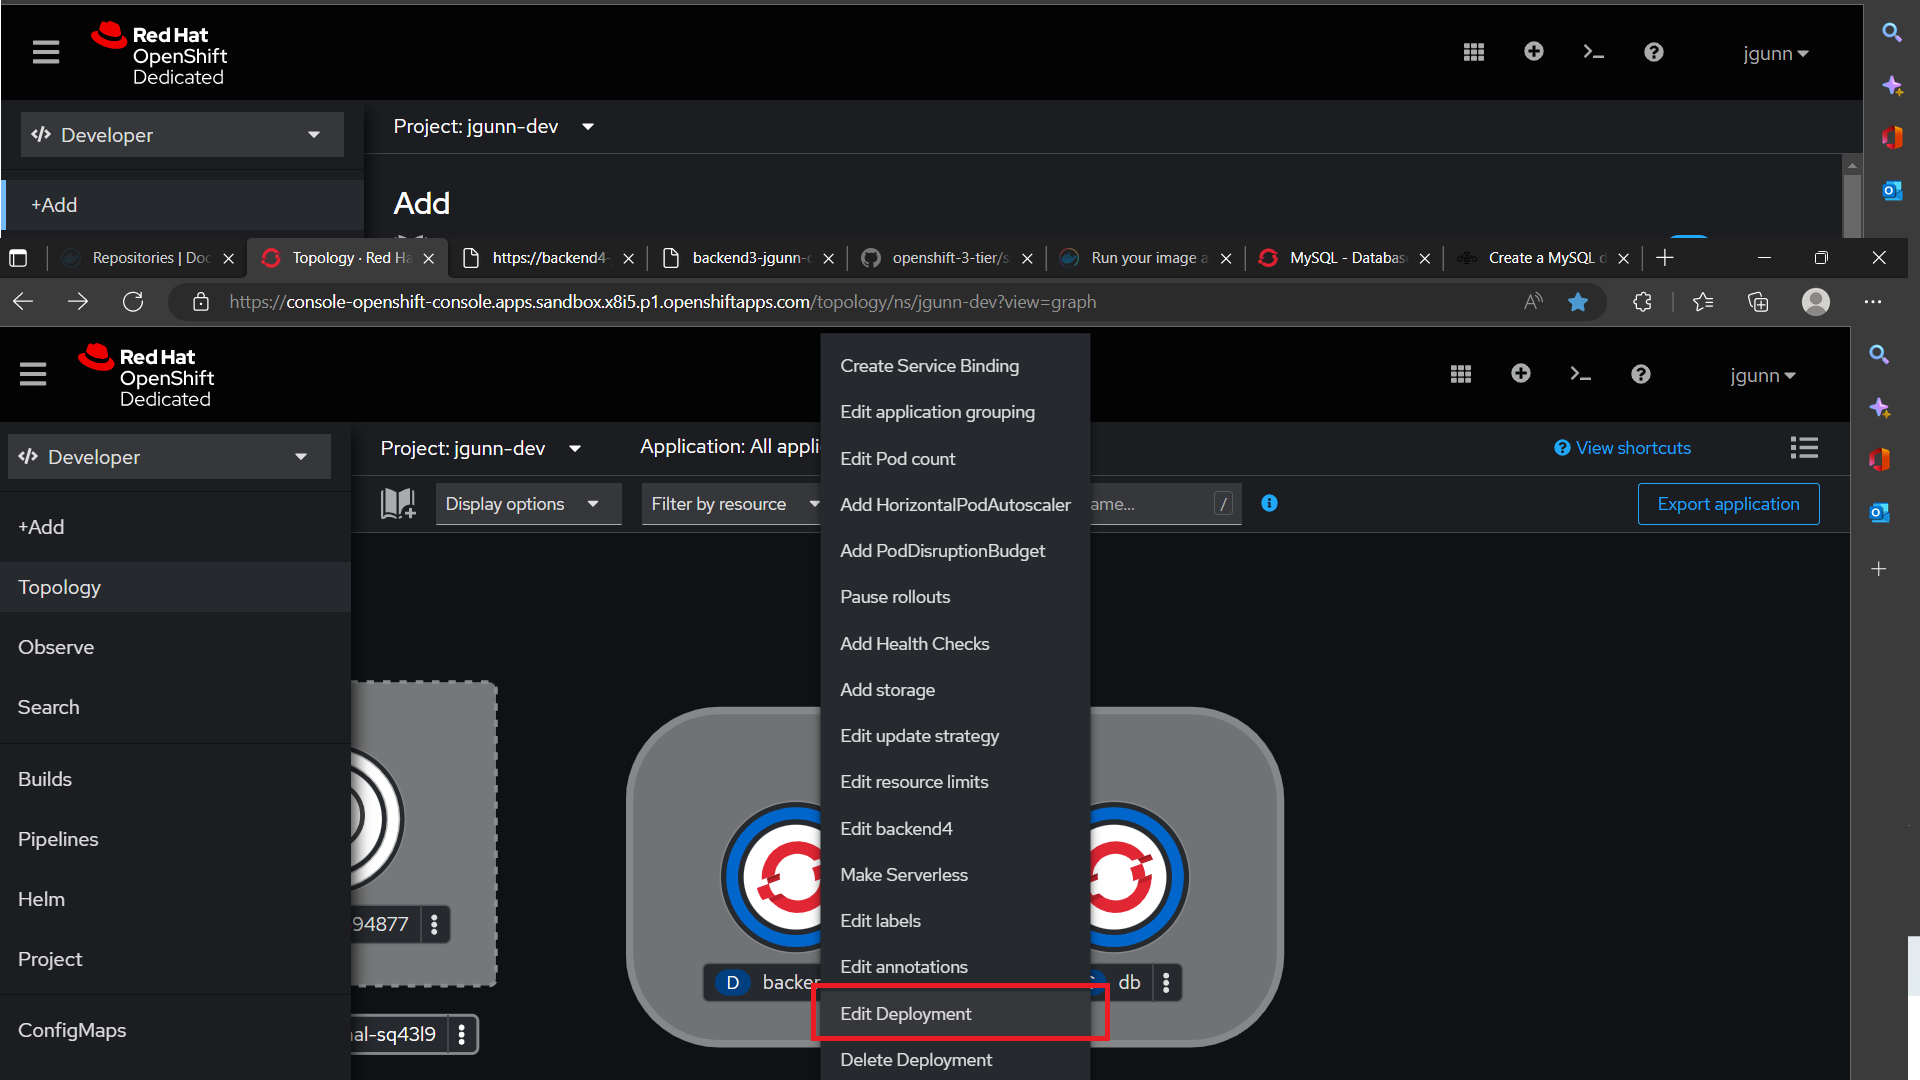 Red Hat
OpenShift
Dedicated
jgunn
Developer
Project: jgunn-dev
+Add
Add
Repositories | Doc
Topology · Red Ha
https://backend4-
backend3-jgunn-
openshift-3-tier/s
Run your image a
MySQL - Databas
Create a MySQL d
https://console-openshift-console.apps.sandbox.x8i5.p1.openshiftapps.com/topology/ns/jgunn-dev?view=graph
Red Hat
OpenShift
Dedicated
jgunn
Developer
Project: jgunn-dev
Application: All appli
View shortcuts
Display options
Filter by resource
ame...
/
Export application
+Add
Topology
Observe
Search
Builds
Pipelines
Helm
Project
ConfigMaps
Create Service Binding
Edit application grouping
Edit Pod count
Add HorizontalPodAutoscaler
Add PodDisruptionBudget
Pause rollouts
Add Health Checks
Add storage
Edit update strategy
Edit resource limits
Edit backend4
Make Serverless
Edit labels
Edit annotations
Edit Deployment
Delete Deployment
94877
D backen
db
al-sq43l9